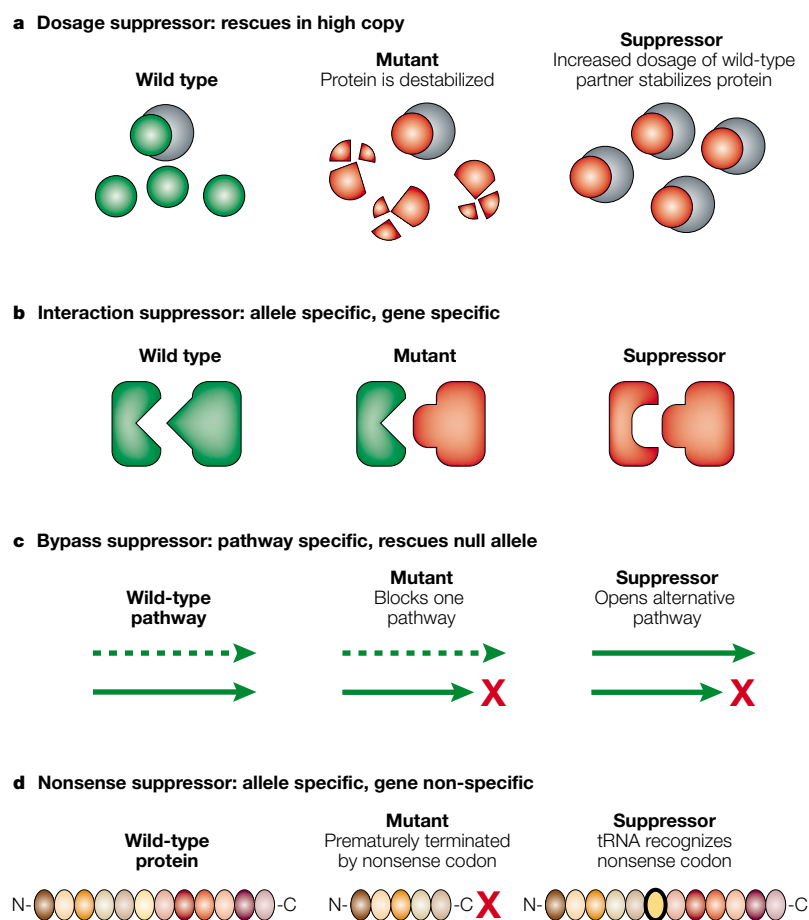 a Dosage suppressor: rescues in high copy
Wild type
Mutant
Protein is destabilized
Suppressor
Increased dosage of wild-type
partner stabilizes protein
b Interaction suppressor: allele specific, gene specific
Wild type
Mutant
Suppressor
c Bypass suppressor: pathway specific, rescues null allele
Wild-type
pathway
Mutant
Blocks one
pathway
Suppressor
Opens alternative
pathway
X
X
d Nonsense suppressor: allele specific, gene non-specific
Wild-type
protein
Mutant
Prematurely terminated
by nonsense codon
Suppressor
tRNA recognizes
nonsense codon
N- -C
N- -C X
N- -C